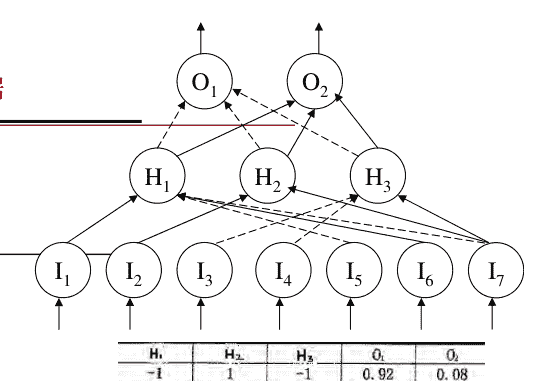 O1 O2
H1 H2 H3
I1 I2 I3 I4 I5 I6 I7
H₁ H₂ H₃ O₁ O₂
-1 1 -1 0.92 0.08